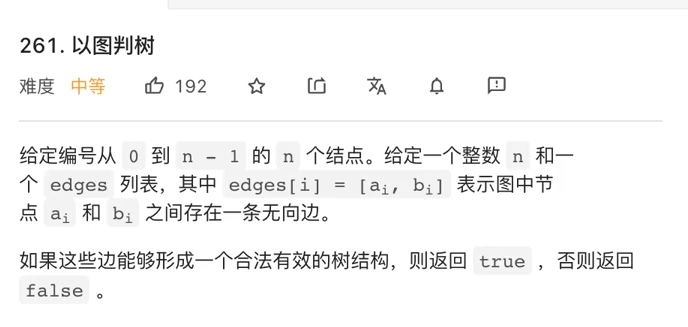 261. 以图判树
难度 中等 192
给定编号从 0 到 n - 1 的 n 个结点。给定一个整数 n 和一
个 edges 列表，其中 edges[i] = [aᵢ, bᵢ] 表示图中节
点 aᵢ 和 bᵢ 之间存在一条无向边。
如果这些边能够形成一个合法有效的树结构，则返回 true ，否则返回
false 。